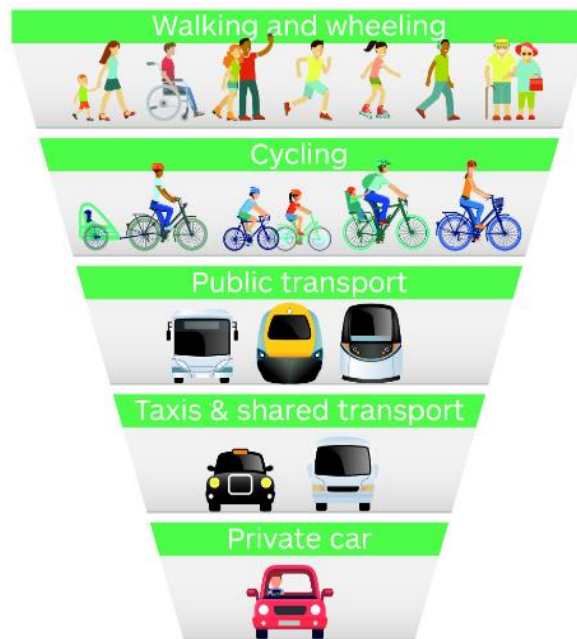 Walking and wheeling
Cycling
Public transport
Taxis & shared transport
Private car